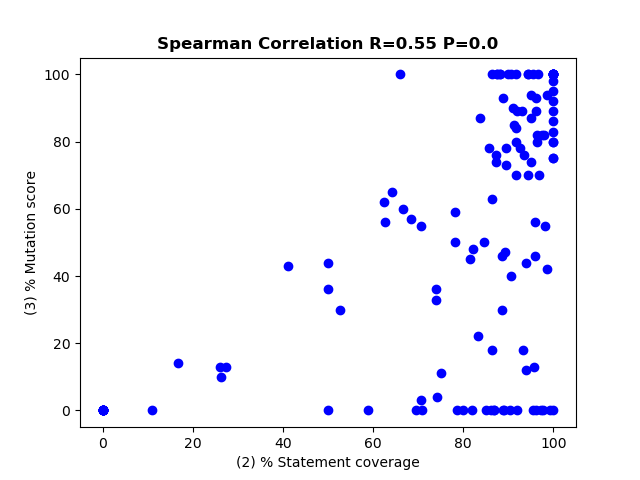 Spearman Correlation R=0.55 P=0.0
100
80
60
40
20
0
(3) % Mutation score
0 20 40 60 80 100
(2) % Statement coverage